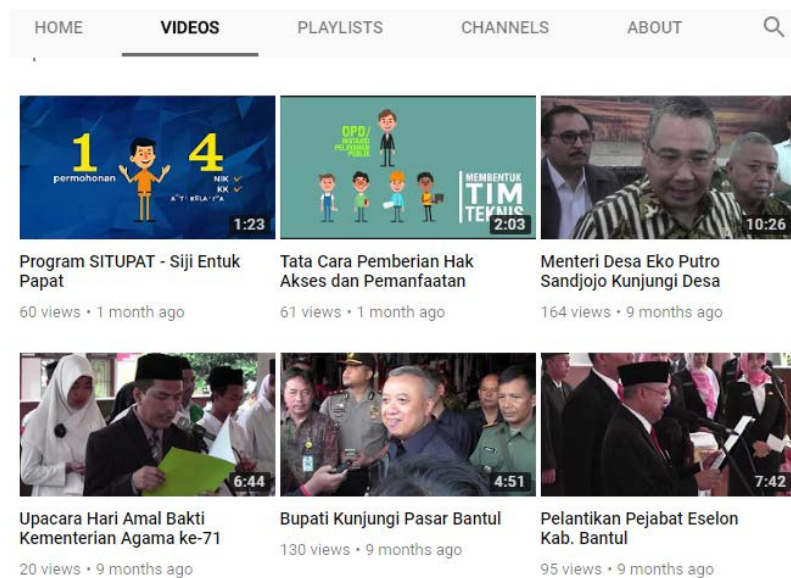 HOME VIDEOS PLAYLISTS CHANNELS ABOUT
1 4
permohonan
NIK
KK
1:23
OPD/
INSTANSI
PELAYANAN
PUBLIK
MEMBENTUK
TIM
TEKNIS
2:03
10:26
Program SITUPAT - Siji Entuk
Papat
60 views • 1 month ago
Tata Cara Pemberian Hak
Akses dan Pemanfaatan
61 views • 1 month ago
Menteri Desa Eko Putro
Sandjojo Kunjungi Desa
164 views • 9 months ago
6:44
4:51
7:42
Upacara Hari Amal Bakti
Kementerian Agama ke-71
20 views • 9 months ago
Bupati Kunjungi Pasar Bantul
130 views • 9 months ago
Pelantikan Pejabat Eselon
Kab. Bantul
95 views • 9 months ago